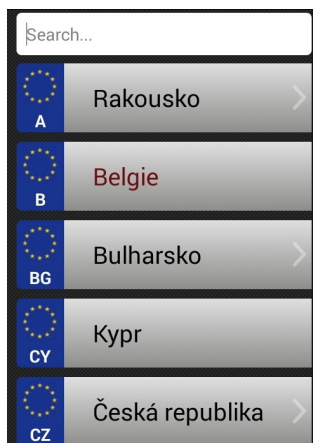 Search...
A
Rakousko
B
Belgie
BG
Bulharsko
CY
Kypr
CZ
Česká republika